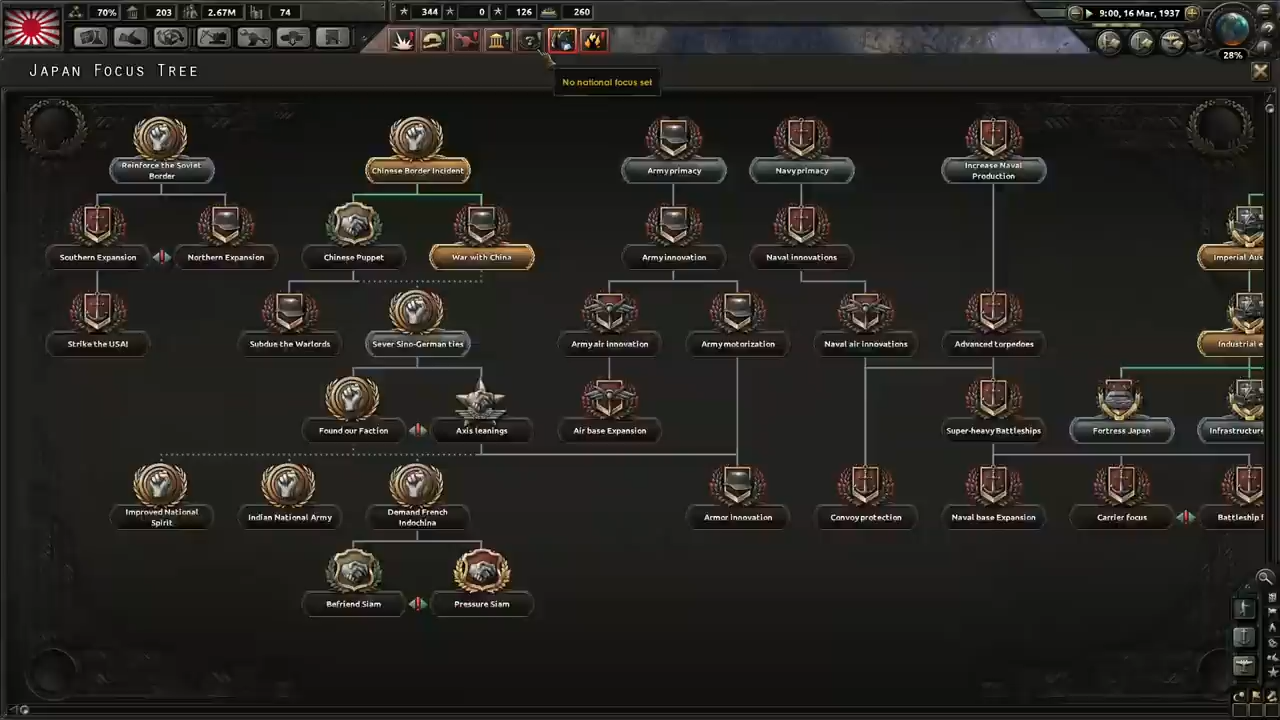 70% 203 2.67M 74 344 0 126 260 9:00, 16 Mar, 1937
28%
JAPAN FOCUS TREE
No national focus set
Reinforce the Soviet
Border
Chinese Border Incident
Army primacy
Navy primacy
Increase Naval
Production
Southern Expansion
Northern Expansion
Chinese Puppet
War with China
Army innovation
Naval innovations
Imperial Aus
Strike the USA!
Subdue the Warlords
Sever Sino-German ties
Army air innovation
Army motorization
Naval air innovations
Advanced torpedoes
Industrial e
Found our Faction
Axis leanings
Air base Expansion
Super-heavy Battleships
Fortress Japan
Infrastructure
Improved National
Spirit
Indian National Army
Demand French
Indochina
Armor innovation
Convoy protection
Naval base Expansion
Carrier focus
Battleship
Befriend Siam
Pressure Siam